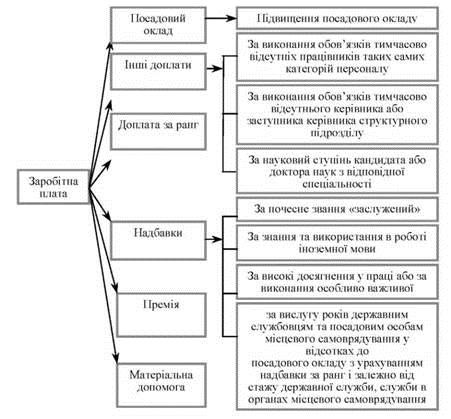 Заробітна
плата
Посадовий
оклад
Підвищення посадового окладу
Інші доплати
За виконання обов’язків тимчасово
відсутніх працівників таких самих
категорій персоналу
За виконання обов’язків тимчасово
відсутнього керівника або
заступника керівника структурного
підрозділу
За науковий ступінь кандидата або
доктора наук з відповідної
спеціальності
Доплата за ранг
Надбавки
За почесне звання «заслужений»
За знання та використання в роботі
іноземної мови
За високі досягнення у праці або за
виконання особливо важливої
за вислугу років державним
службовцям та посадовим особам
місцевого самоврядування у
відсотках до
посадового окладу з урахуванням
надбавки за ранг і залежно від
стажу державної служби, служби в
органах місцевого самоврядування
Премія
Матеріальна
допомога